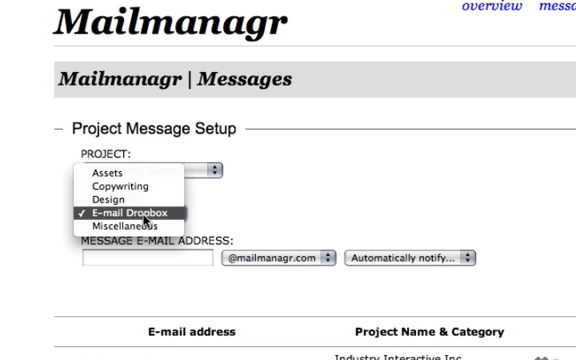 Mailmanagr
overview
Mailmanagr | Messages
Project Message Setup
PROJECT:
Assets
Copywriting
Design
✓ E-mail Dropbox
Miscellaneous
MESSAGE E-MAIL ADDRESS:
@mailmanagr.com Automatically notify...
E-mail address Project Name & Category
Industry Interactive Inc